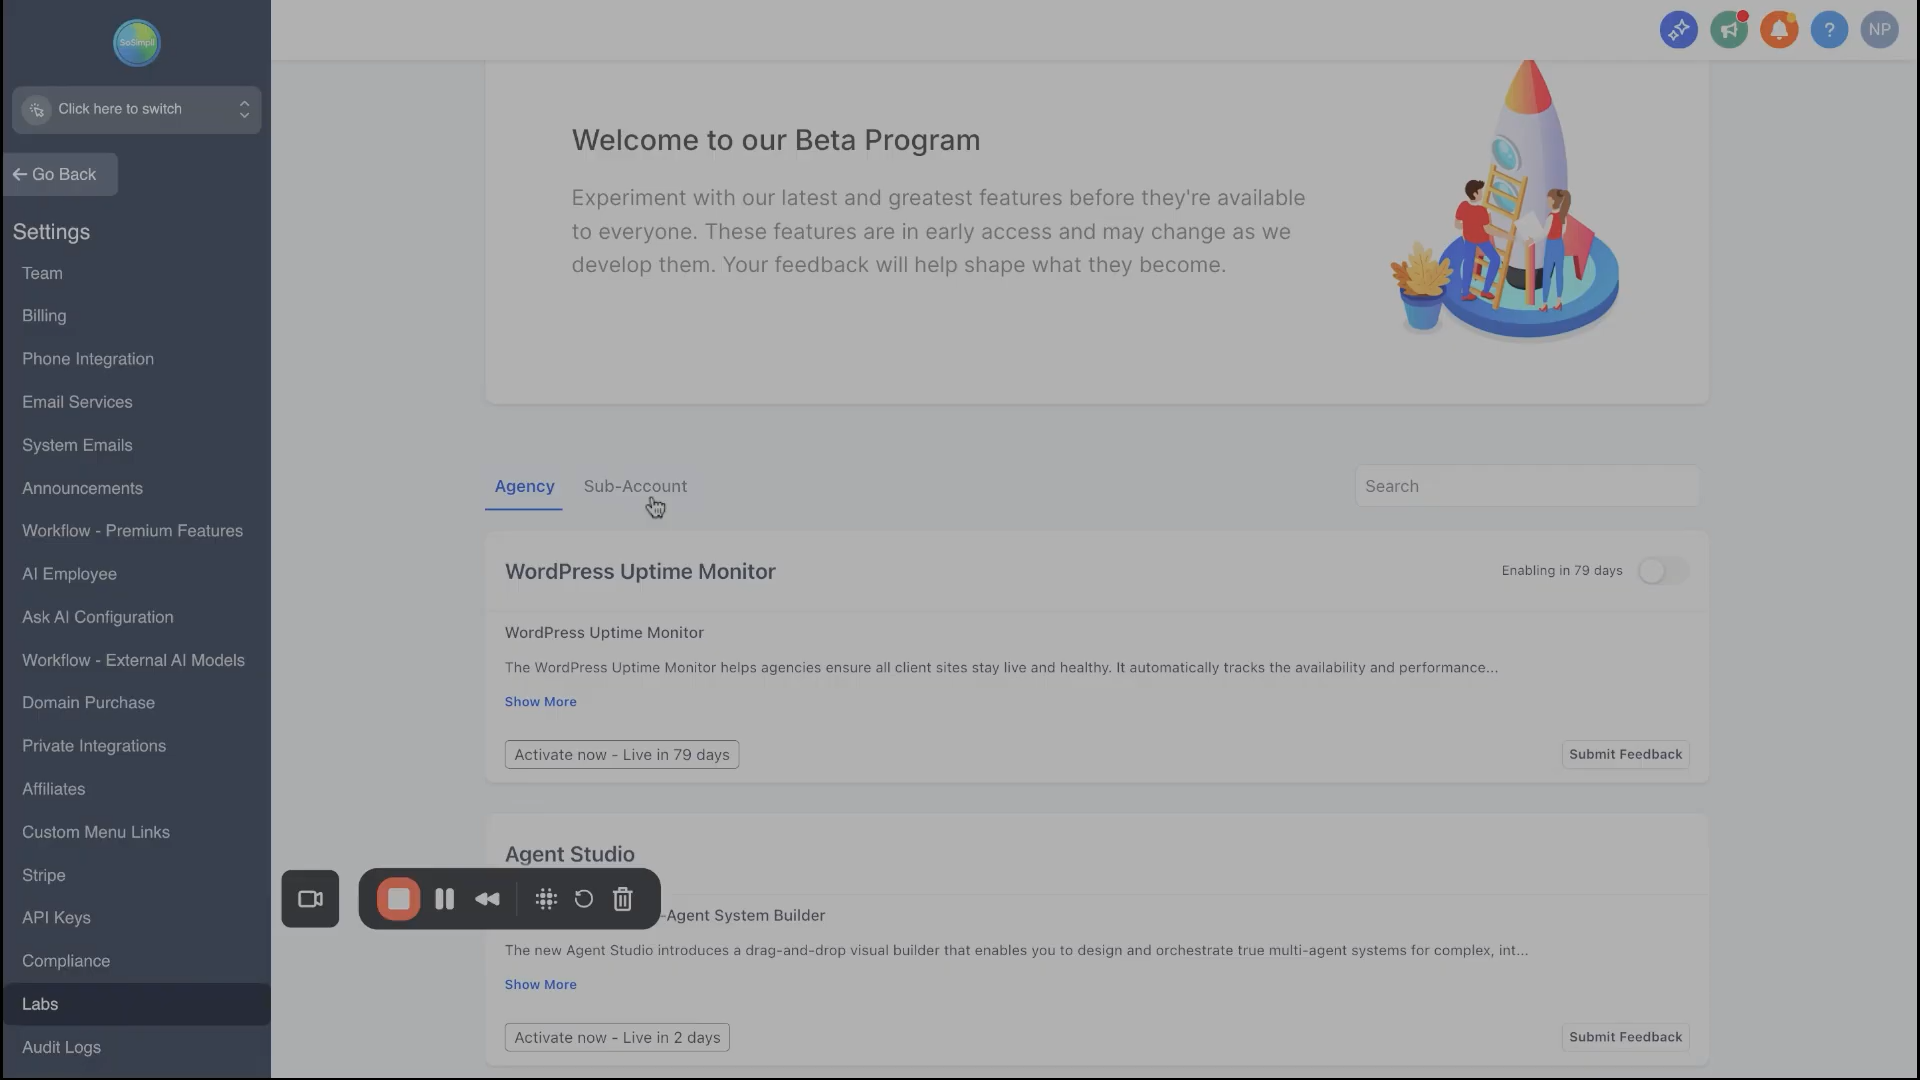 SoSimpli
Click here to switch
Go Back
Settings
Team
Billing
Phone Integration
Email Services
System Emails
Announcements
Workflow - Premium Features
AI Employee
Ask AI Configuration
Workflow - External AI Models
Domain Purchase
Private Integrations
Affiliates
Custom Menu Links
Stripe
API Keys
Compliance
Labs
Audit Logs
?
NP
Welcome to our Beta Program
Experiment with our latest and greatest features before they're available
to everyone. These features are in early access and may change as we
develop them. Your feedback will help shape what they become.
Agency
Sub-Account
Search
WordPress Uptime Monitor
Enabling in 79 days
WordPress Uptime Monitor
The WordPress Uptime Monitor helps agencies ensure all client sites stay live and healthy. It automatically tracks the availability and performance...
Show More
Activate now - Live in 79 days
Submit Feedback
Agent Studio
-Agent System Builder
The new Agent Studio introduces a drag-and-drop visual builder that enables you to design and orchestrate true multi-agent systems for complex, int...
Show More
Activate now - Live in 2 days
Submit Feedback